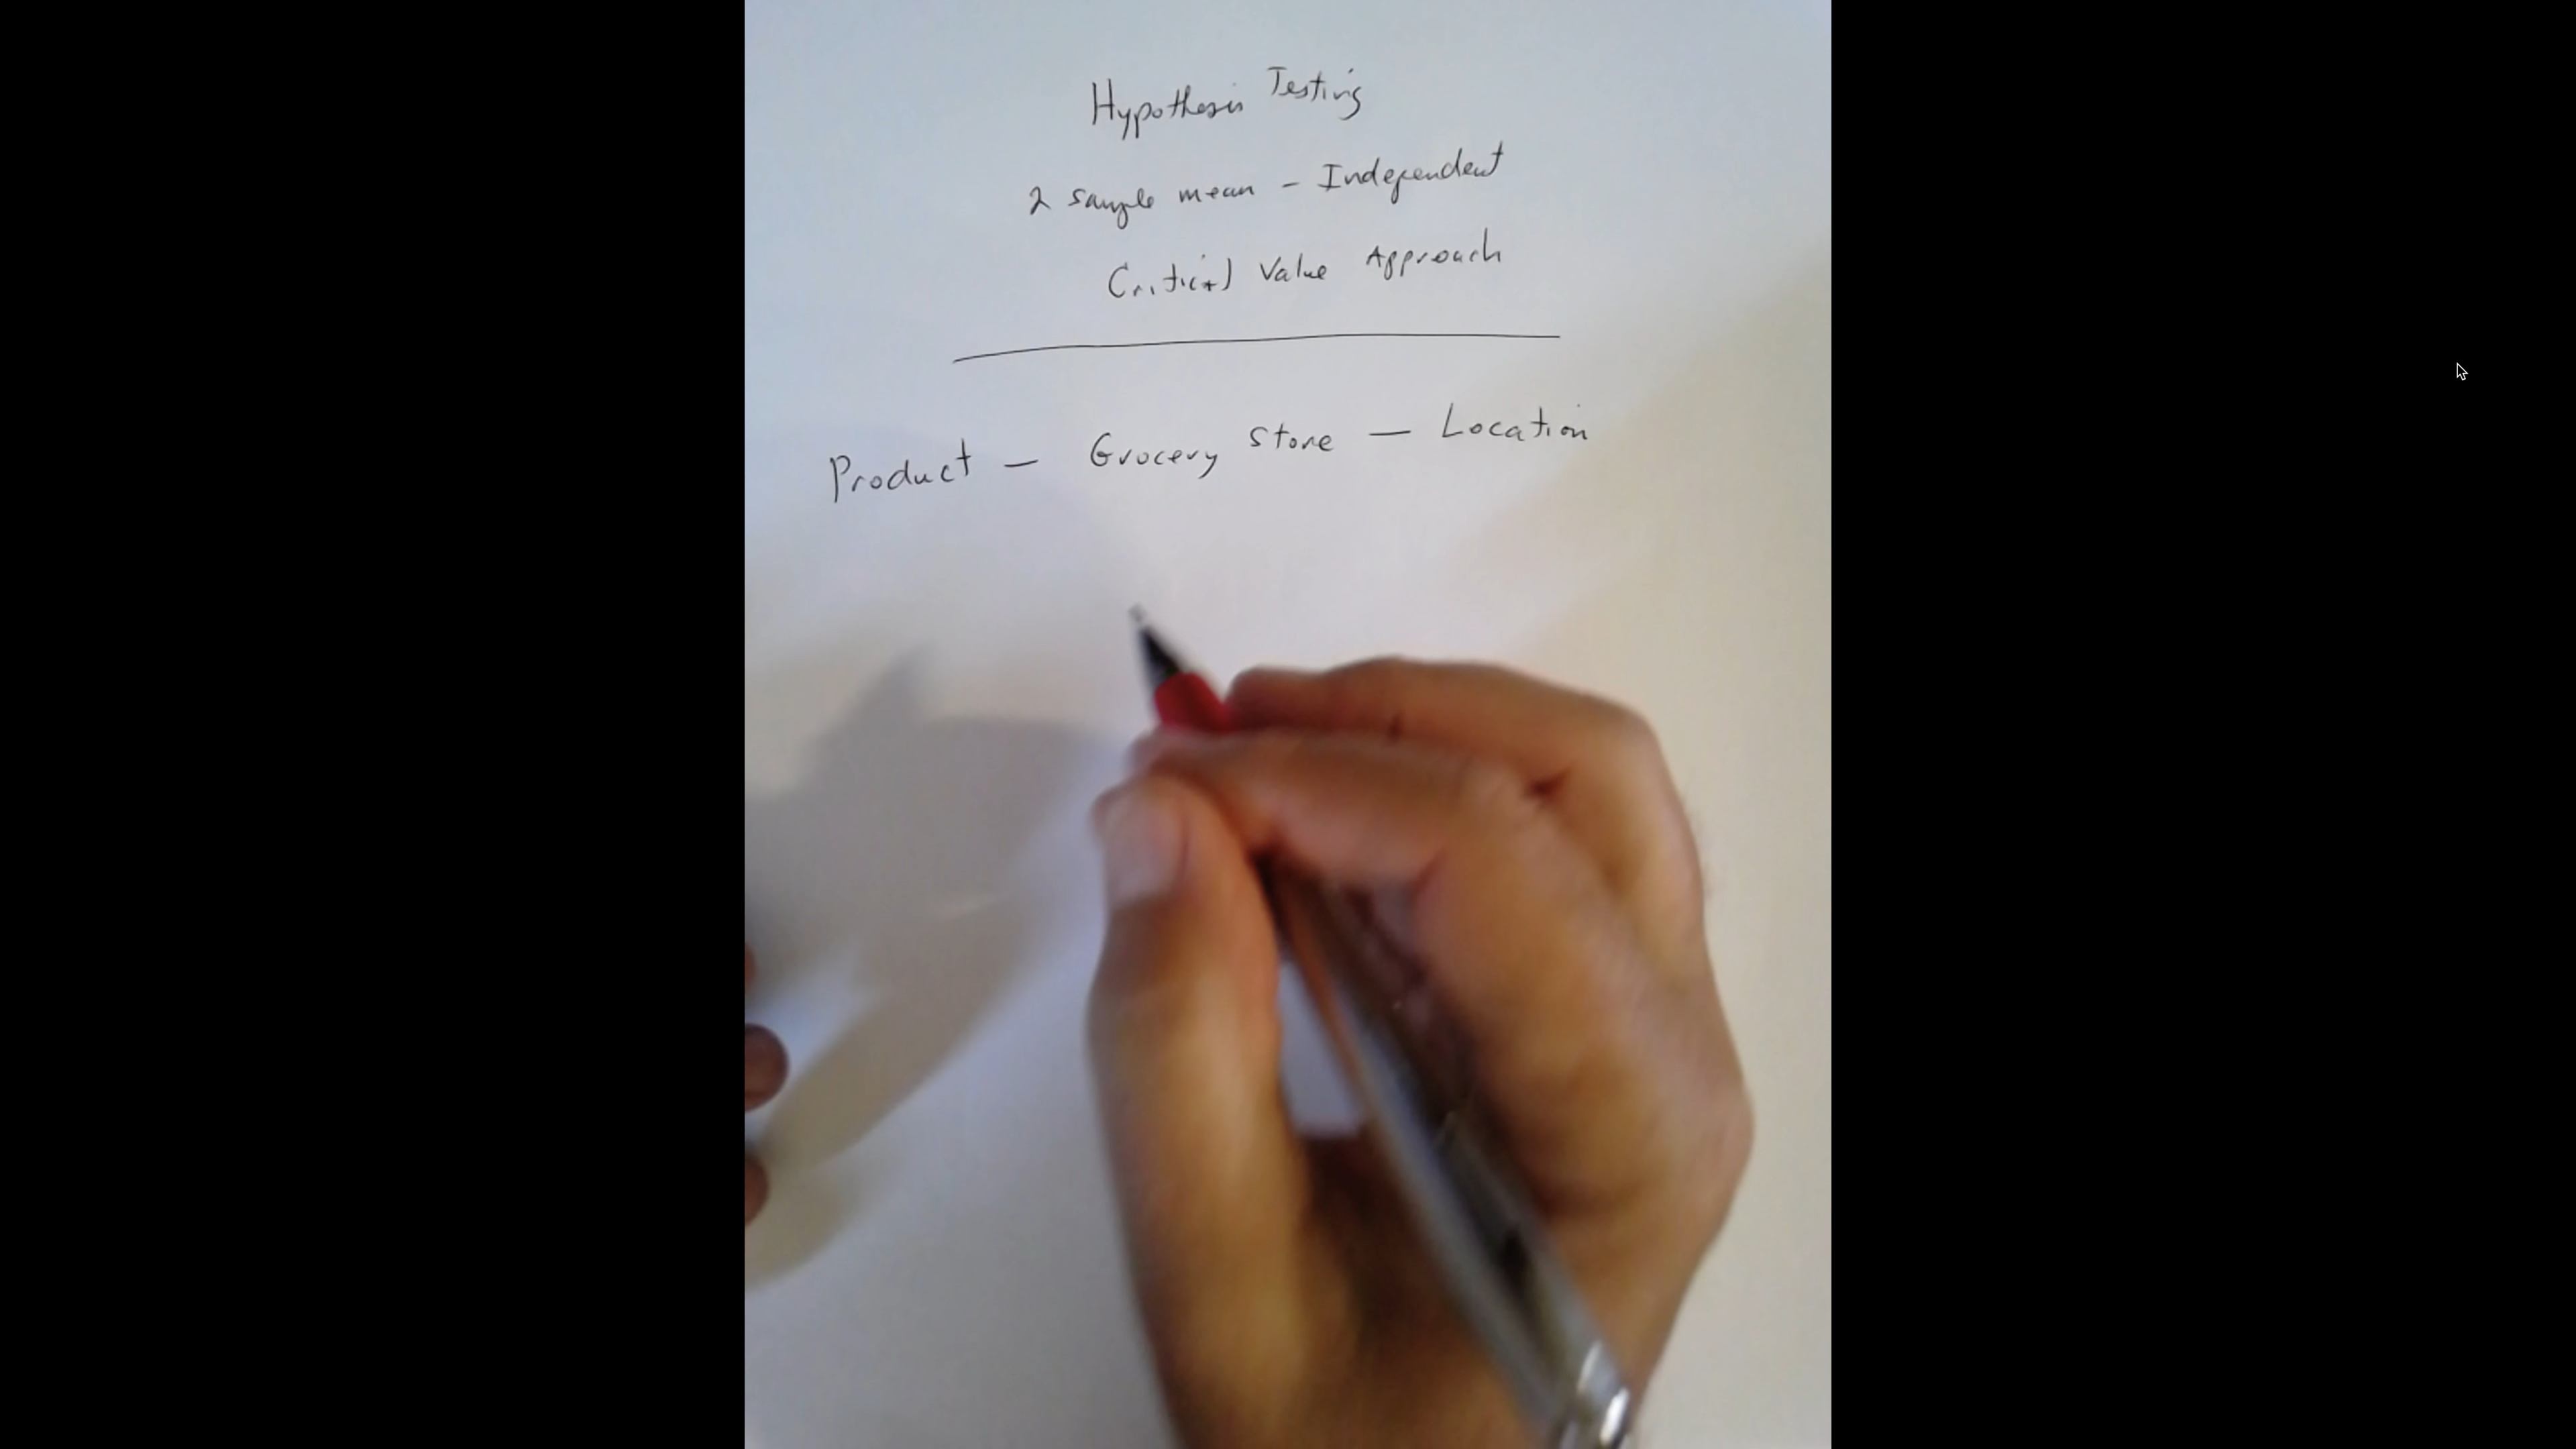 Hypothesis Testing
2 sample mean - Independent
Critical Value Approach
Product - Grocery Store - Location